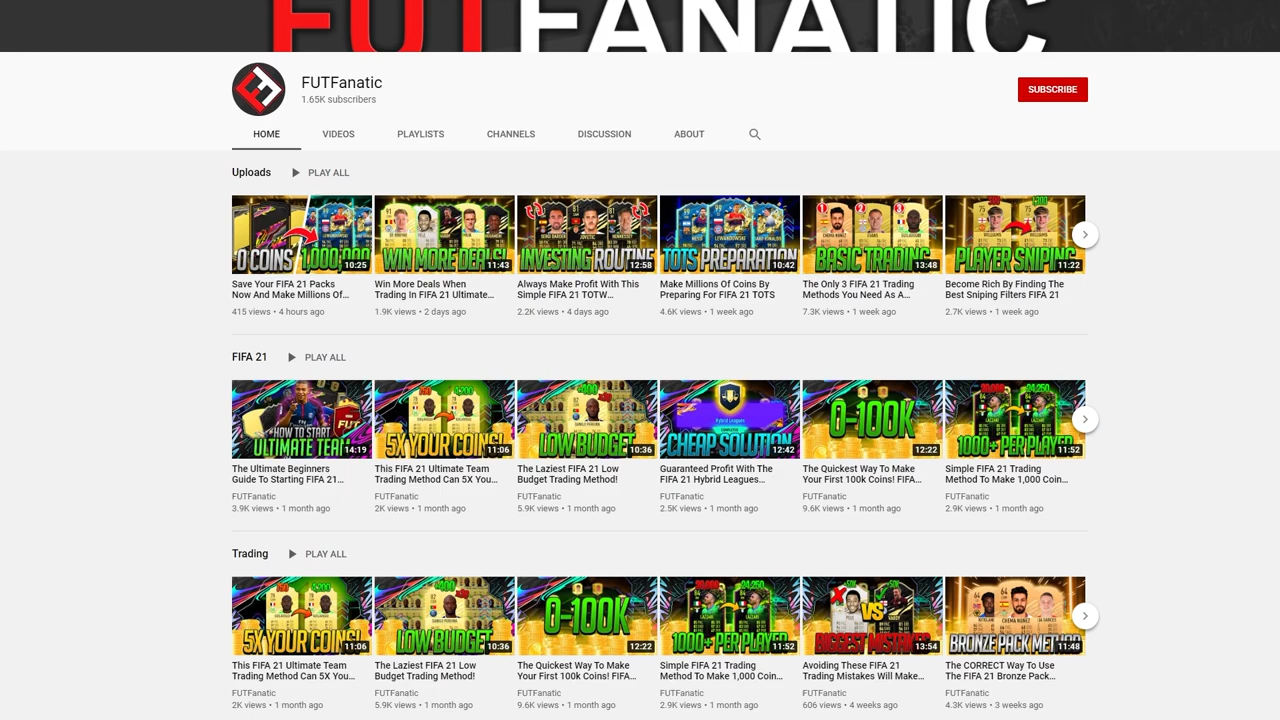 FUTFANATIC
FUTFanatic
1.65K subscribers
SUBSCRIBE
HOME VIDEOS PLAYLISTS CHANNELS DISCUSSION ABOUT
Uploads PLAY ALL
0 COINS 1,000,000 10:25
WIN MORE DEALS! 11:43
INVESTING ROUTINE 12:58
TOTS PREPARATION 10:42
BASIC TRADING 13:48
PLAYER SNIPING 11:22
Save Your FIFA 21 Packs
Now And Make Millions Of…
415 views • 4 hours ago
Win More Deals When
Trading In FIFA 21 Ultimate…
1.9K views • 2 days ago
Always Make Profit With This
Simple FIFA 21 TOTW…
2.2K views • 4 days ago
Make Millions Of Coins By
Preparing For FIFA 21 TOTS
4.6K views • 1 week ago
The Only 3 FIFA 21 Trading
Methods You Need As A…
7.3K views • 1 week ago
Become Rich By Finding The
Best Sniping Filters FIFA 21
2.7K views • 1 week ago
FIFA 21 PLAY ALL
HOW TO START
ULTIMATE TEAM 14:19
5X YOUR COINS! 11:06
LOW BUDGET 10:36
Hybrid Leagues
CHEAP SOLUTION 12:42
0-100K 12:22
1000+ PER PLAYER 11:52
The Ultimate Beginners
Guide To Starting FIFA 21…
FUTFanatic
3.9K views • 1 month ago
This FIFA 21 Ultimate Team
Trading Method Can 5X You…
FUTFanatic
2K views • 1 month ago
The Laziest FIFA 21 Low
Budget Trading Method!
FUTFanatic
5.9K views • 1 month ago
Guaranteed Profit With The
FIFA 21 Hybrid Leagues…
FUTFanatic
2.5K views • 1 month ago
The Quickest Way To Make
Your First 100k Coins! FIFA…
FUTFanatic
9.6K views • 1 month ago
Simple FIFA 21 Trading
Method To Make 1,000 Coin…
FUTFanatic
2.9K views • 1 month ago
Trading PLAY ALL
5X YOUR COINS! 11:06
LOW BUDGET 10:36
0-100K 12:22
1000+ PER PLAYER 11:52
VS
BIGGEST MISTAKES 13:54
BRONZE PACK METHOD 11:48
This FIFA 21 Ultimate Team
Trading Method Can 5X You…
FUTFanatic
2K views • 1 month ago
The Laziest FIFA 21 Low
Budget Trading Method!
FUTFanatic
5.9K views • 1 month ago
The Quickest Way To Make
Your First 100k Coins! FIFA…
FUTFanatic
9.6K views • 1 month ago
Simple FIFA 21 Trading
Method To Make 1,000 Coin…
FUTFanatic
2.9K views • 1 month ago
Avoiding These FIFA 21
Trading Mistakes Will Make…
FUTFanatic
606 views • 4 weeks ago
The CORRECT Way To Use
The FIFA 21 Bronze Pack…
FUTFanatic
4.3K views • 3 weeks ago